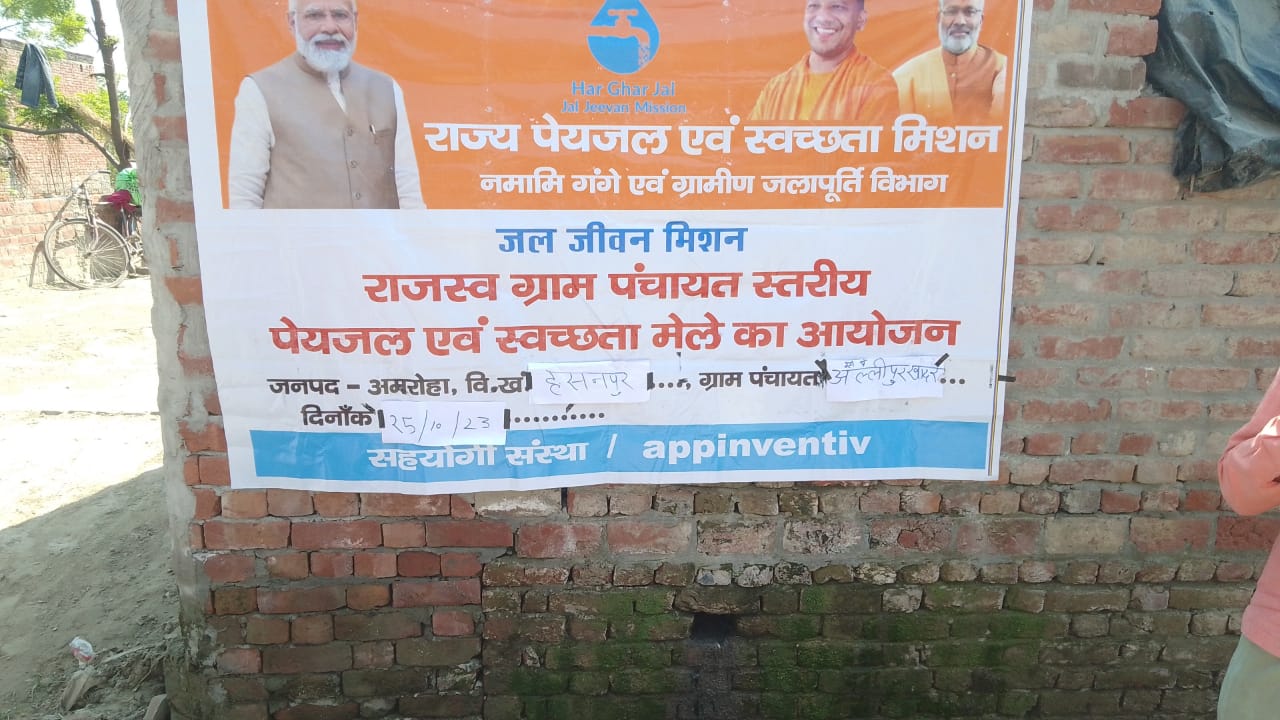 Har Ghar Jal
Jal Jeevan Mission
राज्य पेयजल एवं स्वच्छता मिशन
नमामि गंगे एवं ग्रामीण जलापूर्ति विभाग
जल जीवन मिशन
राजस्व ग्राम पंचायत स्तरीय
पेयजल एवं स्वच्छता मेले का आयोजन
जनपद - अमरोहा, वि.ख० हसनपुर ...., ग्राम पंचायत ...
दिनाँक 25/10/23 ..........
सहयोगी संस्था / appinventiv